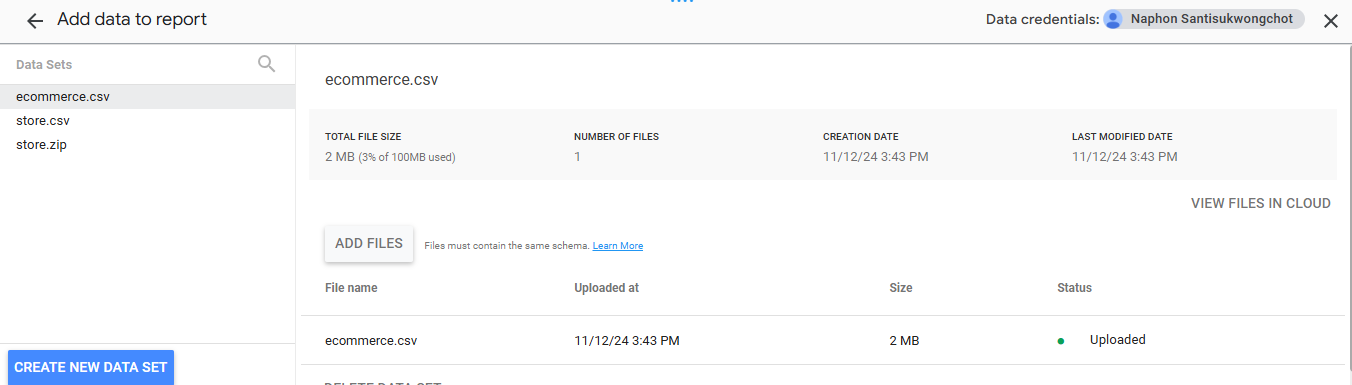 Add data to report
Data credentials: Naphon Santisukwongchot
Data Sets
ecommerce.csv
store.csv
store.zip
CREATE NEW DATA SET
ecommerce.csv
TOTAL FILE SIZE NUMBER OF FILES CREATION DATE LAST MODIFIED DATE
2 MB (3% of 100MB used) 1 11/12/24 3:43 PM 11/12/24 3:43 PM
VIEW FILES IN CLOUD
ADD FILES Files must contain the same schema. Learn More
File name Uploaded at Size Status
ecommerce.csv 11/12/24 3:43 PM 2 MB Uploaded
DELETE DATA SET